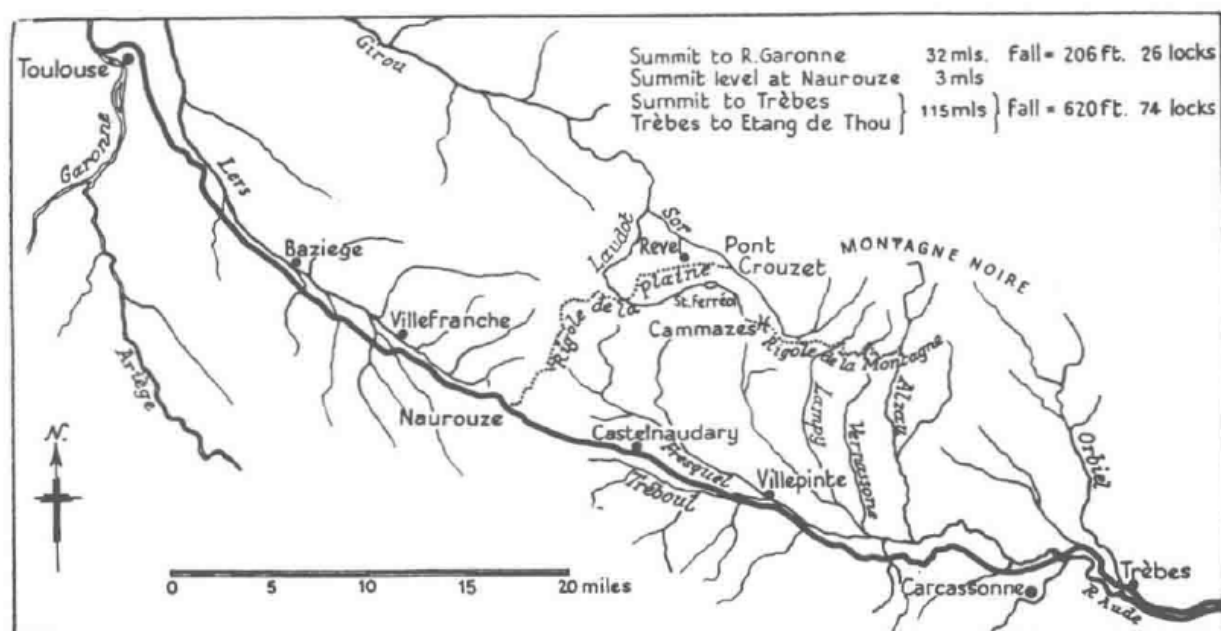 Summit to R.Garonne 32 mls. Fall = 206 ft. 26 locks
Summit level at Naurouze 3 mls
Summit to Trèbes
Trèbes to Etang de Thou } 115 mls } Fall = 620 ft. 74 locks
Toulouse
Girou
Garonne
Lers
Ariège
Baziege
Villefranche
Naurouze
Laudot
Sor
Revel
Pont
Crouzet
MONTAGNE NOIRE
Rigole de la plaine
St. Ferréol
Cammazes
Rigole de la Montagne
Lampy
Vernassone
Alzau
Orbiel
Castelnaudary
Fresquel
Tréboul
Villepinte
Carcassonne
Trèbes
R Aude
N.
0 5 10 15 20 miles